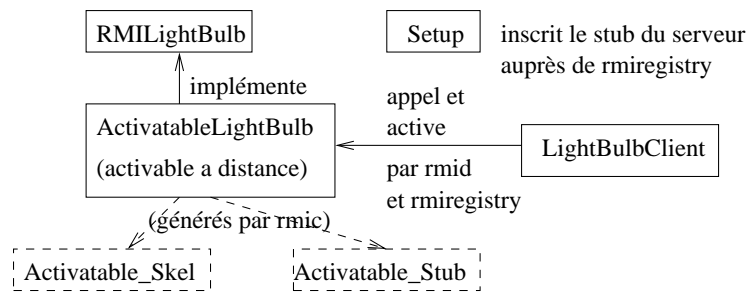 RMILightBulb
Setup
inscrit le stub du serveur
auprès de rmiregistry
implémente
ActivatableLightBulb
(activable a distance)
appel et
active
par rmid
et rmiregistry
LightBulbClient
(générés par rmic)
Activatable_Skel
Activatable_Stub